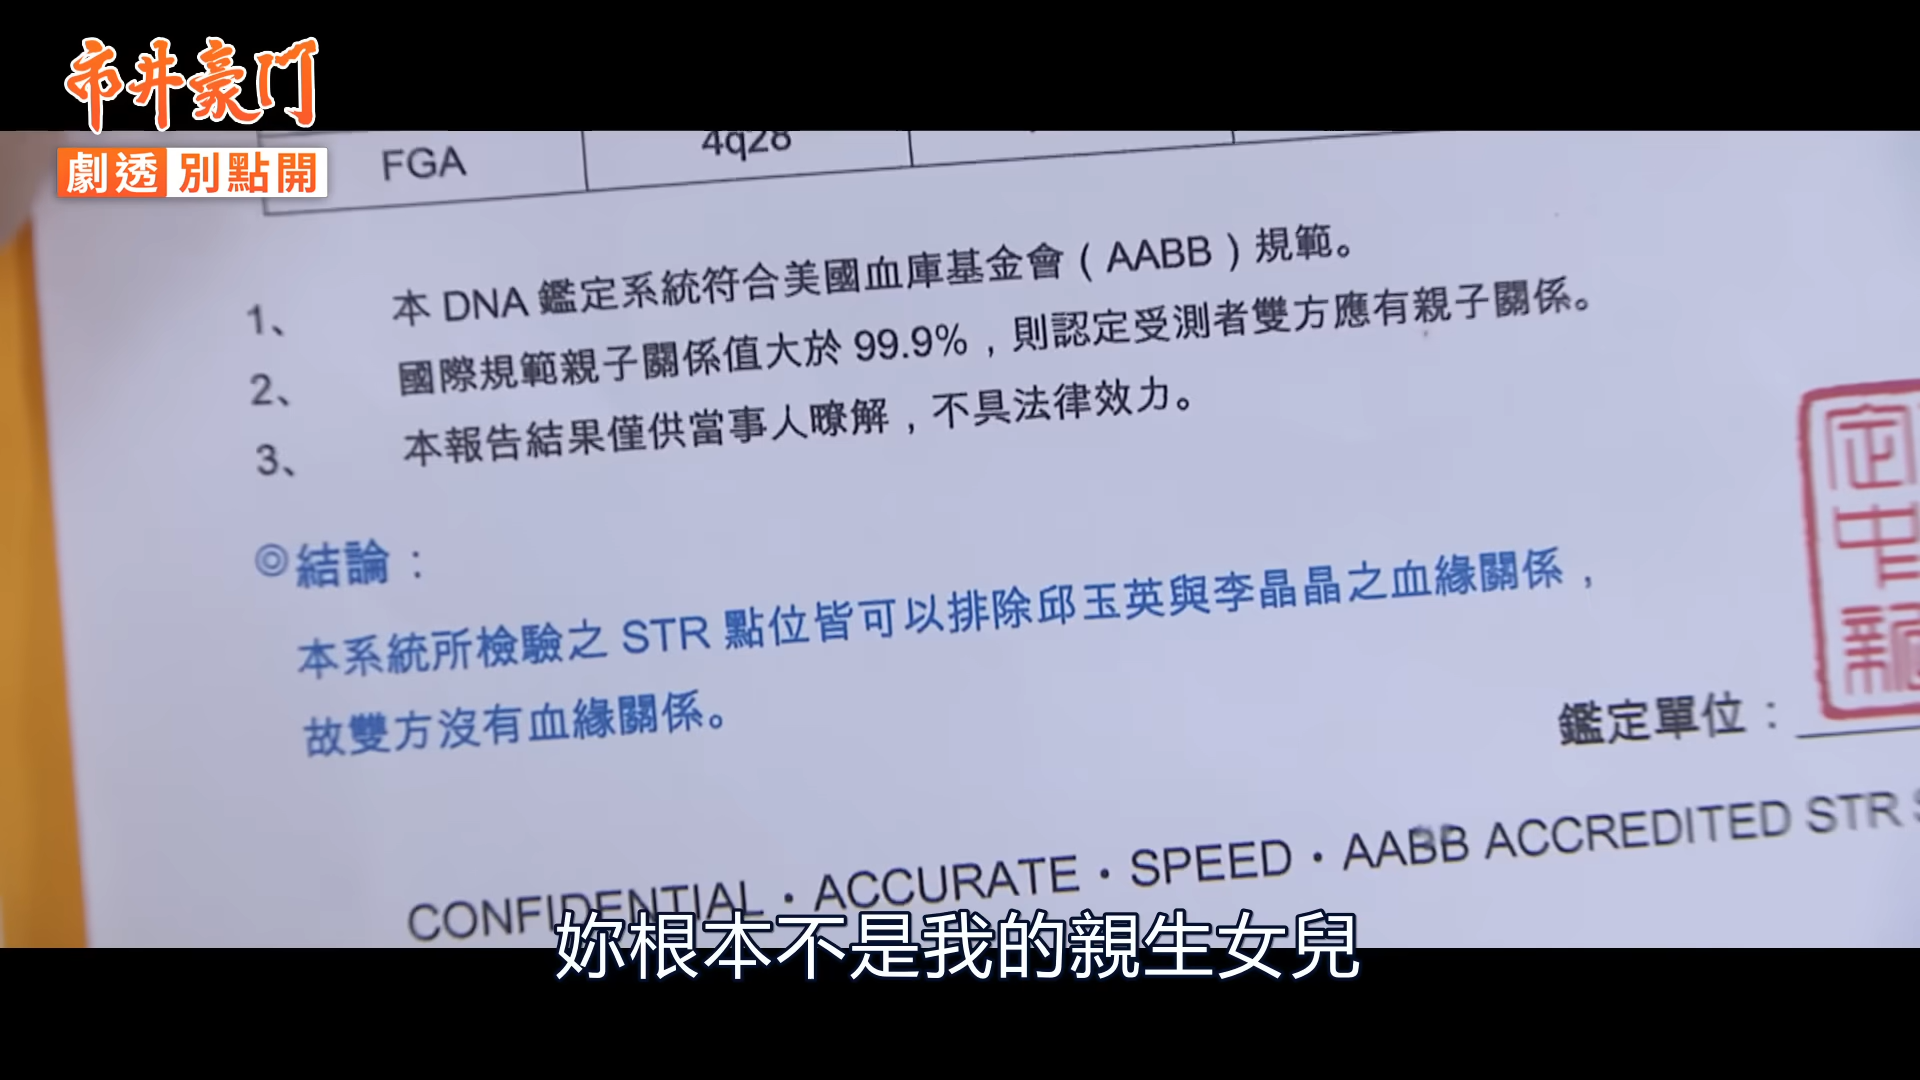 市井豪門
劇透 別點開
FGA 4q28
1、 本 DNA 鑑定系統符合美國血庫基金會（AABB）規範。
2、 國際規範親子關係值大於 99.9%，則認定受測者雙方應有親子關係。
3、 本報告結果僅供當事人暸解，不具法律效力。
◎結論：
本系統所檢驗之 STR 點位皆可以排除邱玉英與李晶晶之血緣關係，
故雙方沒有血緣關係。
鑑定單位：
CONFIDENTIAL・ACCURATE・SPEED・AABB ACCREDITED STR
妳根本不是我的親生女兒